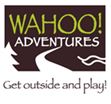 WAHOO!
ADVENTURES
Get outside and play!